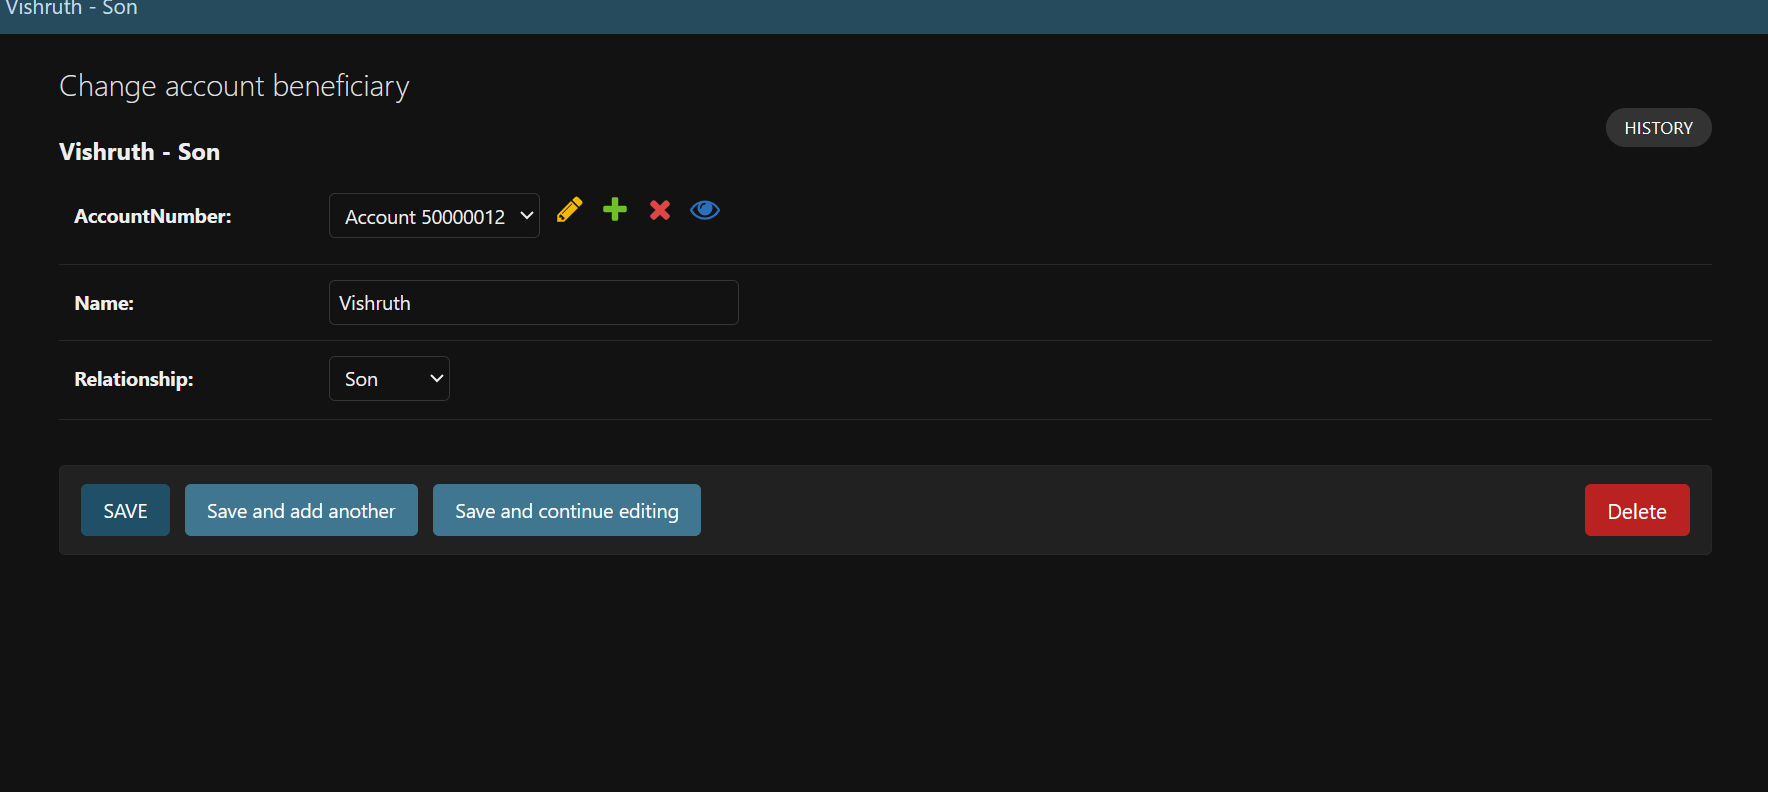 Vishruth - Son
Change account beneficiary
HISTORY
Vishruth - Son
AccountNumber: Account 50000012
Name: Vishruth
Relationship: Son
SAVE Save and add another Save and continue editing Delete